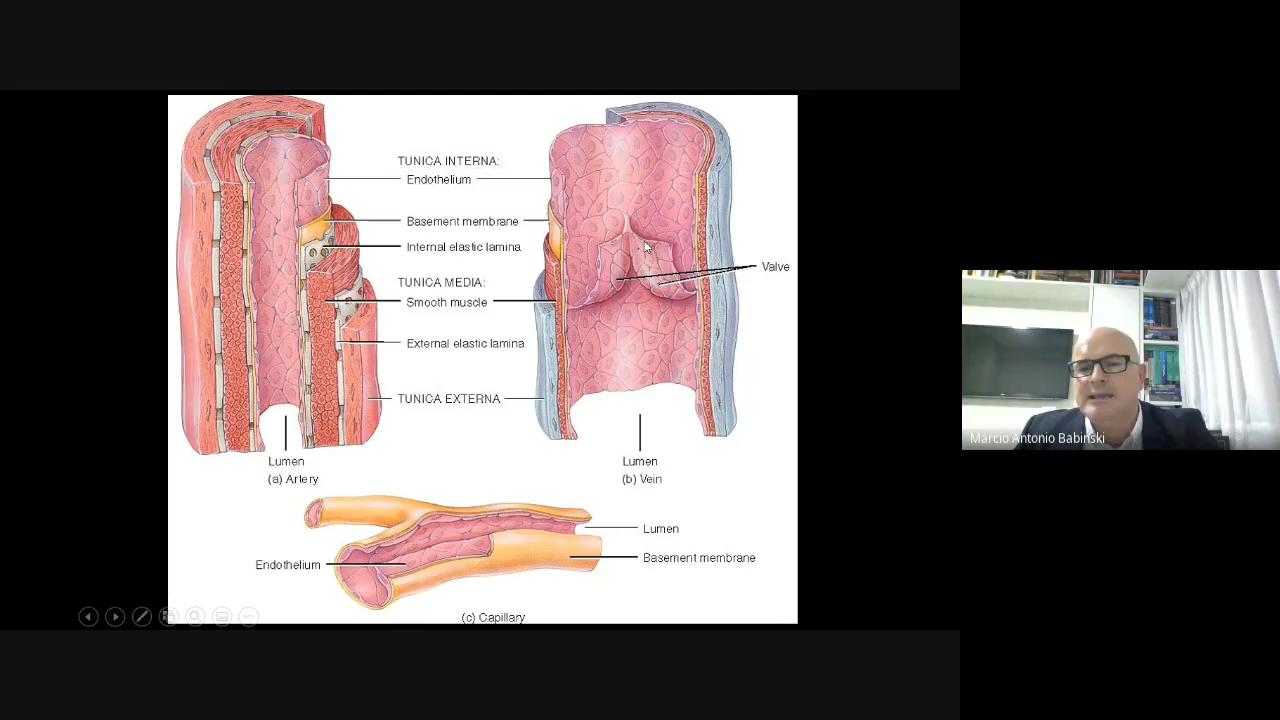 TUNICA INTERNA:
Endothelium
Basement membrane
Internal elastic lamina
TUNICA MEDIA:
Smooth muscle
External elastic lamina
TUNICA EXTERNA
Valve
Lumen
(a) Artery
Lumen
(b) Vein
Lumen
Endothelium
Basement membrane
(c) Capillary
Marcio Antonio Babinski